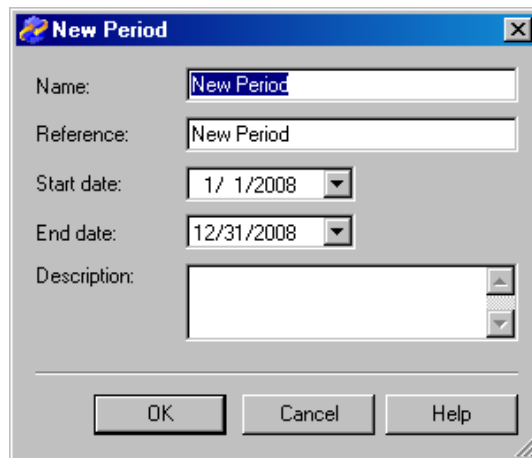 New Period
Name: New Period
Reference: New Period
Start date: 1/ 1/2008
End date: 12/31/2008
Description:
OK Cancel Help